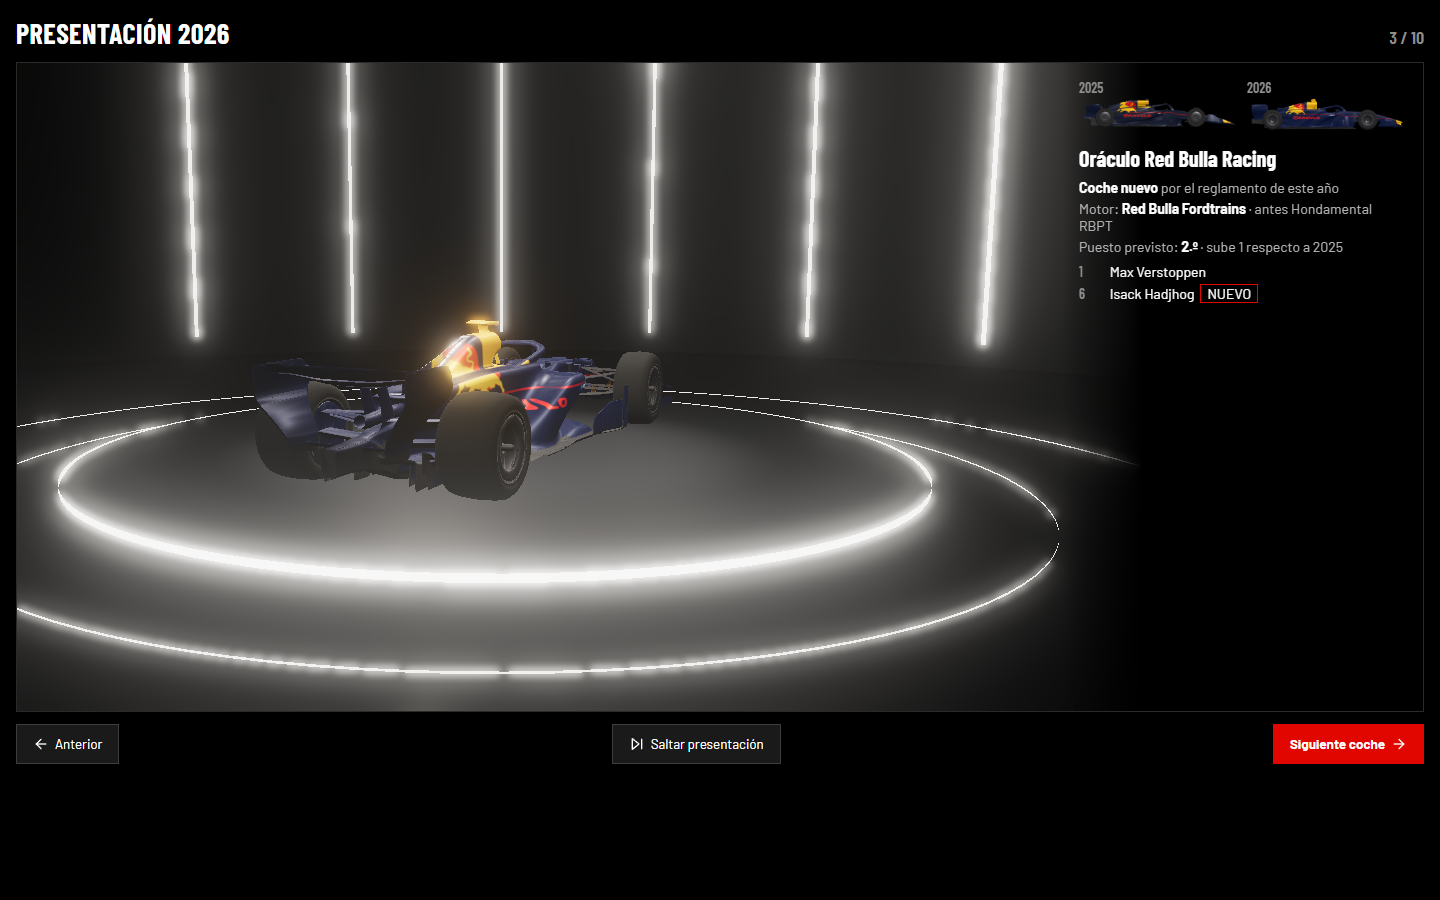 PRESENTACIÓN 2026
3 / 10
2025
2026
Oráculo Red Bulla Racing
Coche nuevo por el reglamento de este año
Motor: Red Bulla Fordtrains · antes Hondamental
RBPT
Puesto previsto: 2.º · sube 1 respecto a 2025
1 Max Verstoppen
6 Isack Hadjhog NUEVO
Anterior
Saltar presentación
Siguiente coche